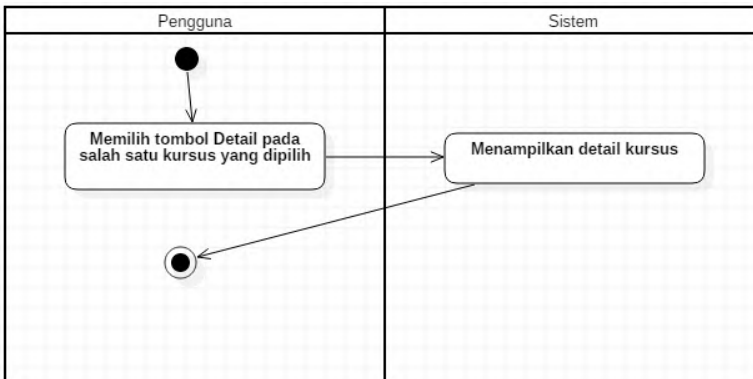 Pengguna
Sistem
Memilih tombol Detail pada
salah satu kursus yang dipilih
Menampilkan detail kursus